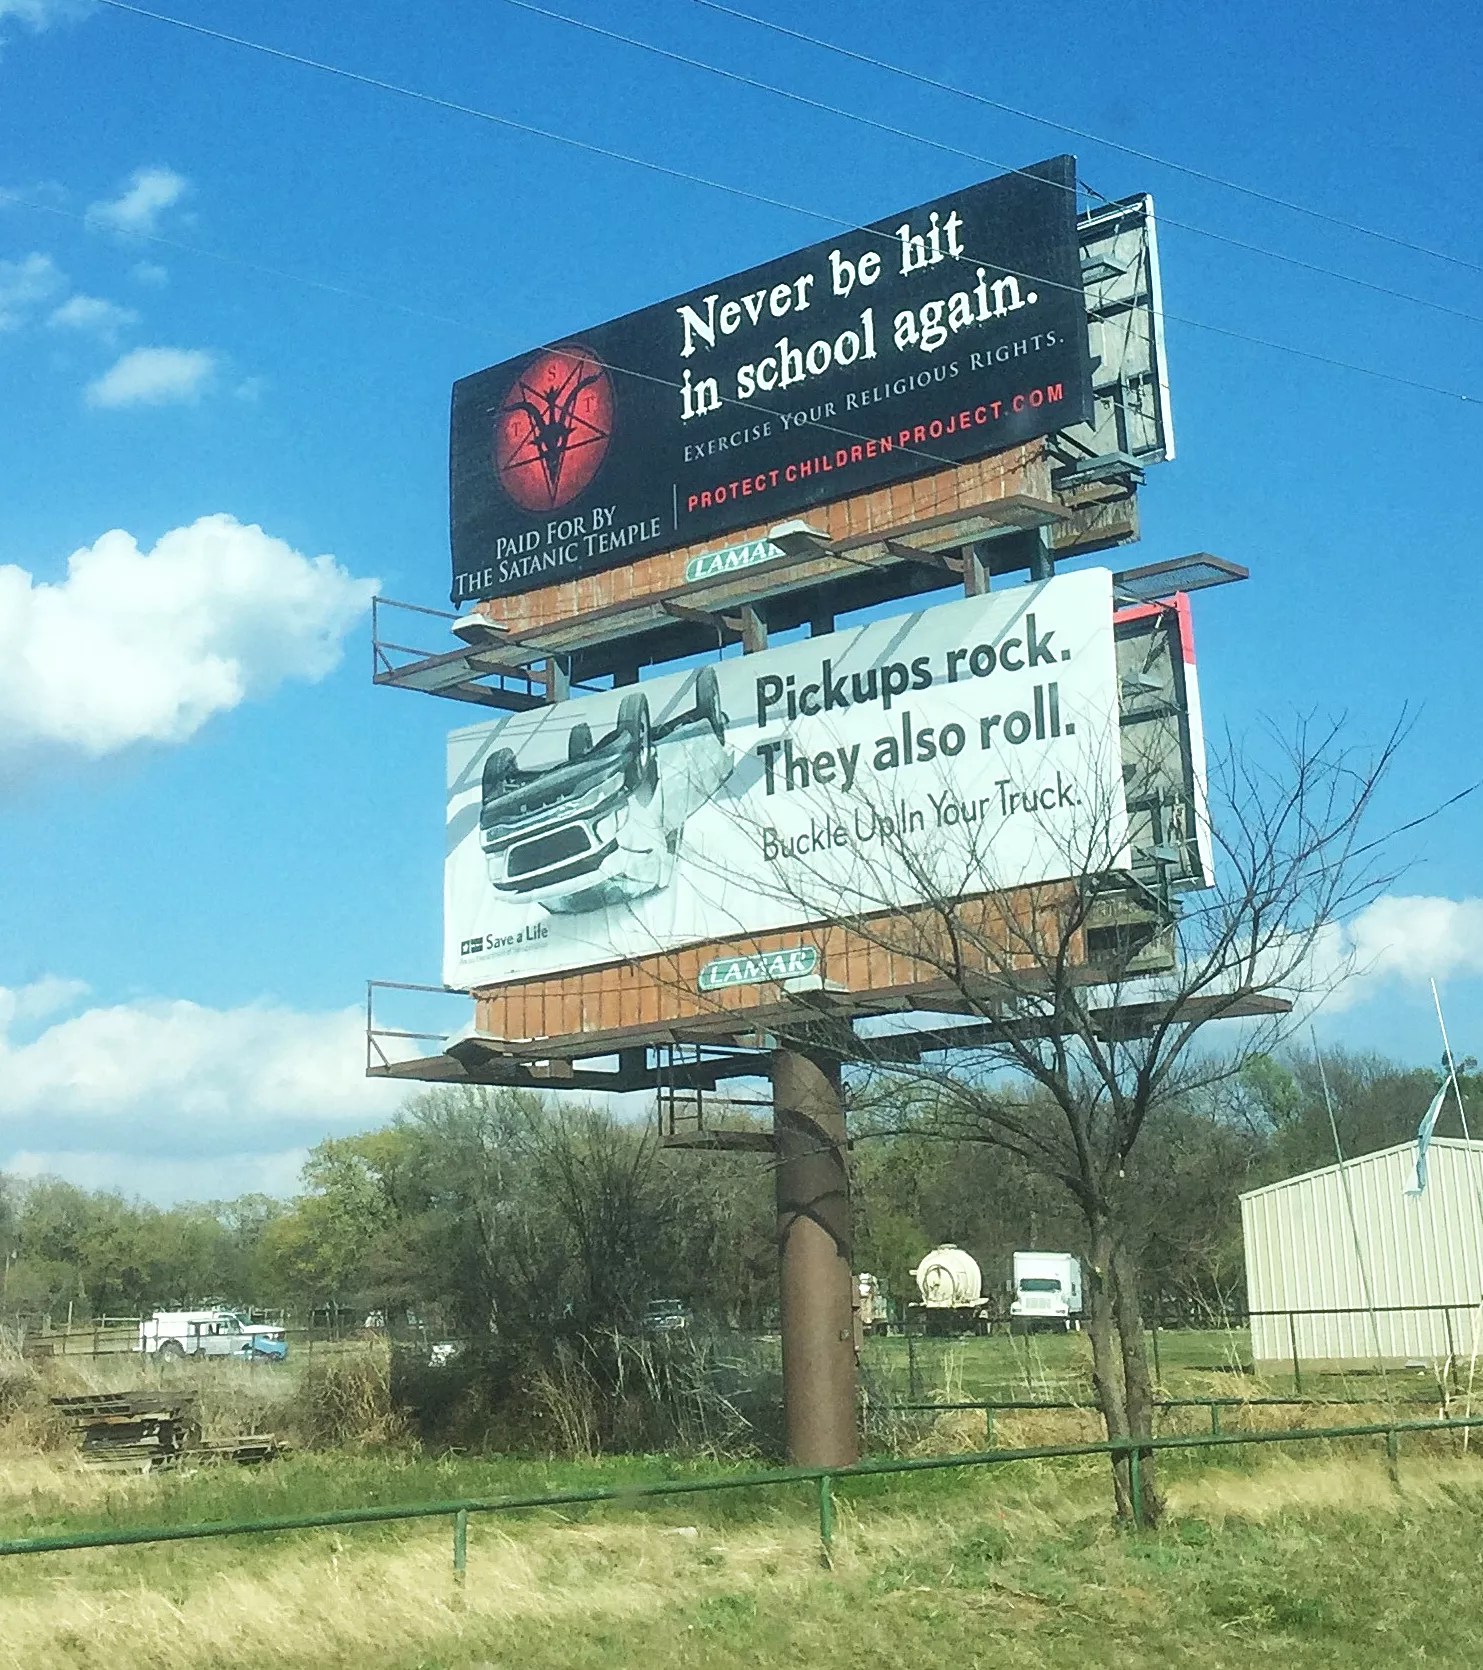 Never be hit
in school again.
EXERCISE YOUR RELIGIOUS RIGHTS.
PROTECTCHILDRENPROJECT.COM
S
T T
PAID FOR BY
THE SATANIC TEMPLE
LAMAR
Pickups rock.
They also roll.
Buckle Up In Your Truck.
Save a Life
LAMAR